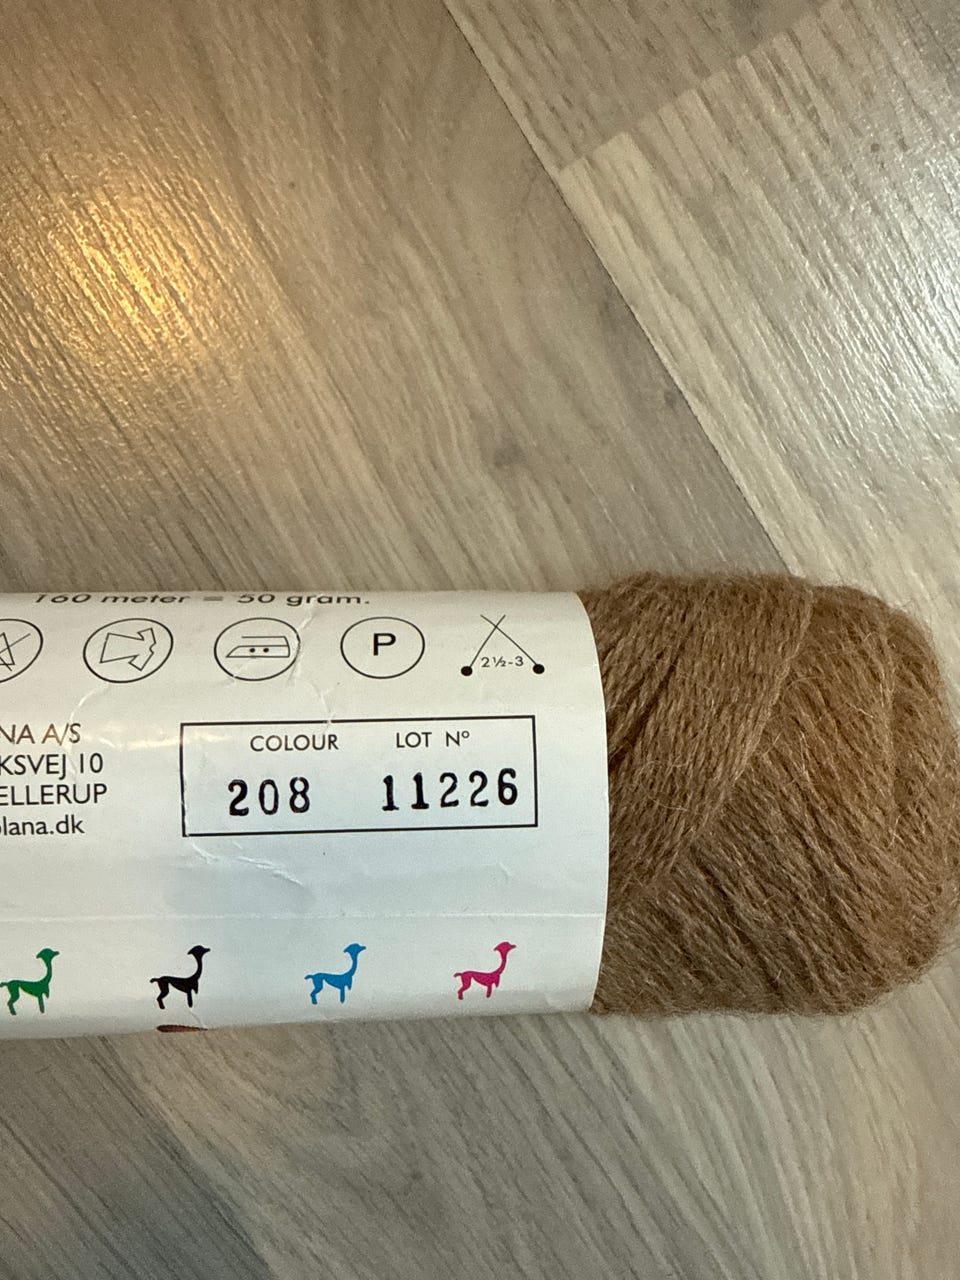 160 meter = 50 gram.
P
2½-3
NA A/S
KSVEJ 10
ELLERUP
lana.dk
COLOUR LOT Nº
208 11226